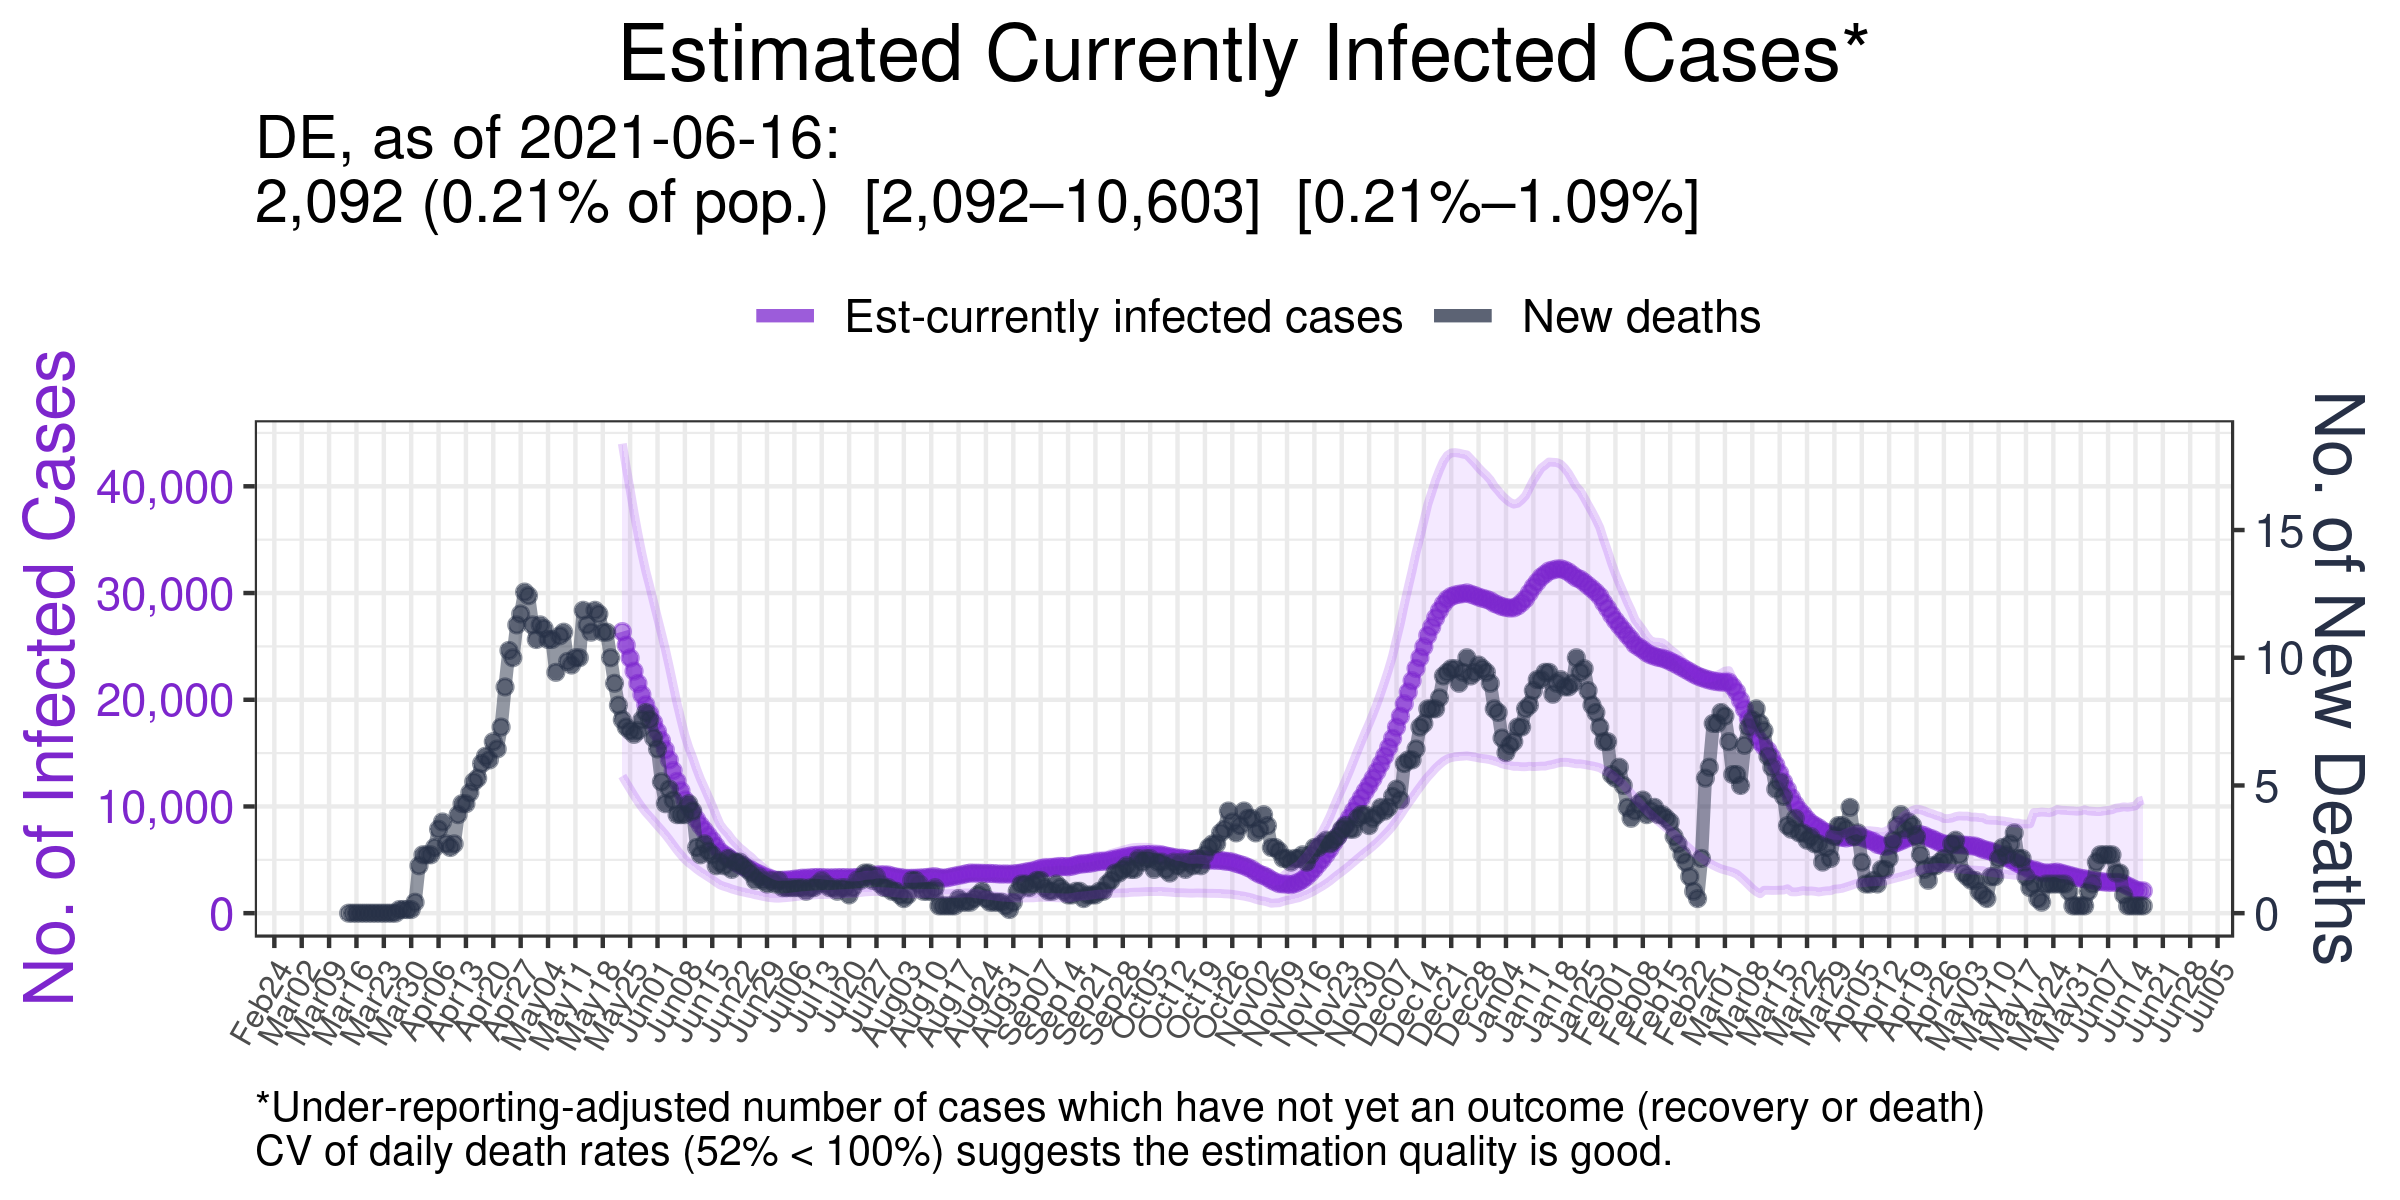 Estimated Currently Infected Cases*
DE, as of 2021-06-16:
2,092 (0.21% of pop.)  [2,092–10,603]  [0.21%–1.09%]
Est-currently infected cases
New deaths
No. of Infected Cases
40,000
30,000
20,000
10,000
0
15
10
5
0
No. of New Deaths
Feb24
Mar02
Mar09
Mar16
Mar23
Mar30
Apr06
Apr13
Apr20
Apr27
May04
May11
May18
May25
Jun01
Jun08
Jun15
Jun22
Jun29
Jul06
Jul13
Jul20
Jul27
Aug03
Aug10
Aug17
Aug24
Aug31
Sep07
Sep14
Sep21
Sep28
Oct05
Oct12
Oct19
Oct26
Nov02
Nov09
Nov16
Nov23
Nov30
Dec07
Dec14
Dec21
Dec28
Jan04
Jan11
Jan18
Jan25
Feb01
Feb08
Feb15
Feb22
Mar01
Mar08
Mar15
Mar22
Mar29
Apr05
Apr12
Apr19
Apr26
May03
May10
May17
May24
May31
Jun07
Jun14
Jun21
Jun28
Jul05
*Under-reporting-adjusted number of cases which have not yet an outcome (recovery or death)
CV of daily death rates (52% < 100%) suggests the estimation quality is good.